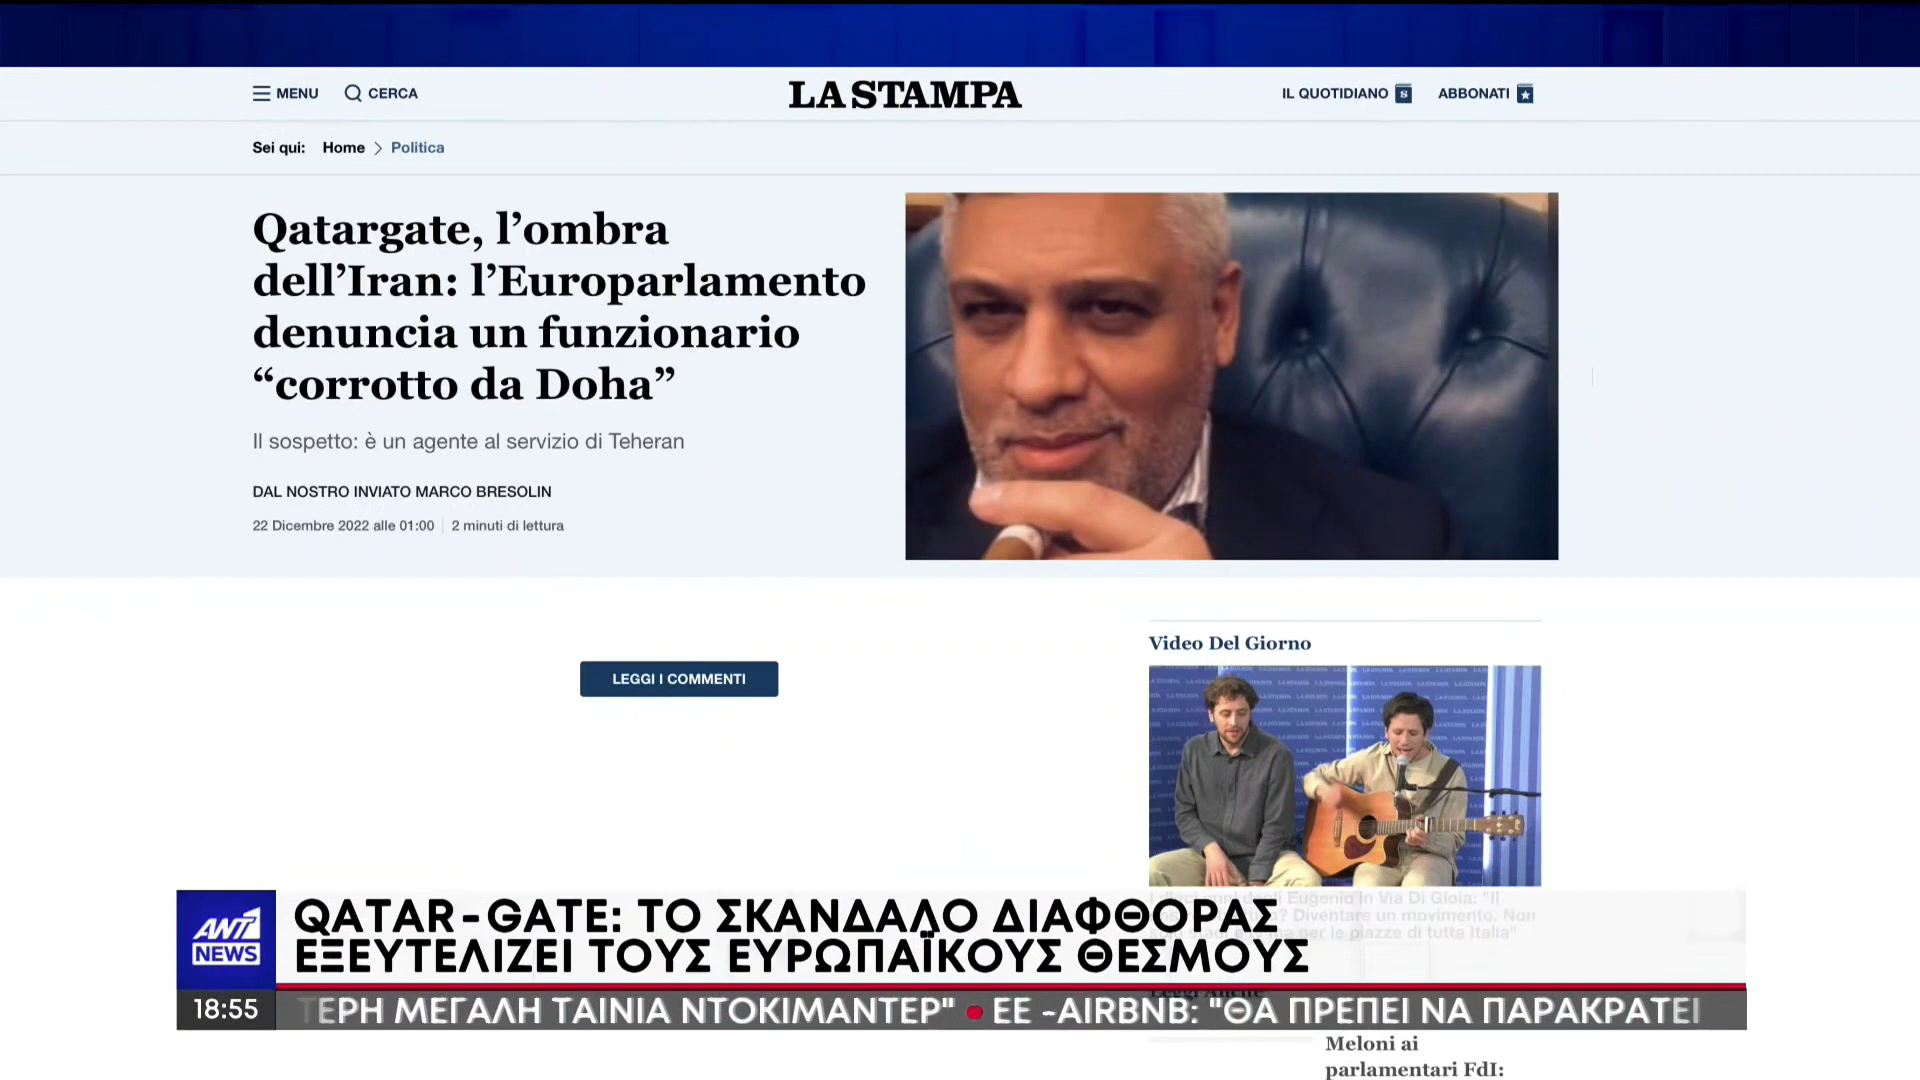 MENU CERCA LA STAMPA IL QUOTIDIANO S ABBONATI
Sei qui: Home > Politica
Qatargate, l’ombra
dell’Iran: l’Europarlamento
denuncia un funzionario
“corrotto da Doha”
Il sospetto: è un agente al servizio di Teheran
DAL NOSTRO INVIATO MARCO BRESOLIN
22 Dicembre 2022 alle 01:00 | 2 minuti di lettura
Video Del Giorno
LEGGI I COMMENTI
ANT1
NEWS
QATAR-GATE: ΤΟ ΣΚΑΝΔΑΛΟ ΔΙΑΦΘΟΡΑΣ
ΕΞΕΥΤΕΛΙΖΕΙ ΤΟΥΣ ΕΥΡΩΠΑΪΚΟΥΣ ΘΕΣΜΟΥΣ
Leggi Anche
18:55 ΤΕΡΗ ΜΕΓΑΛΗ ΤΑΙΝΙΑ ΝΤΟΚΙΜΑΝΤΕΡ" • ΕΕ -AIRBNB: "ΘΑ ΠΡΕΠΕΙ ΝΑ ΠΑΡΑΚΡΑΤΕΙ
Meloni ai
parlamentari FdI: